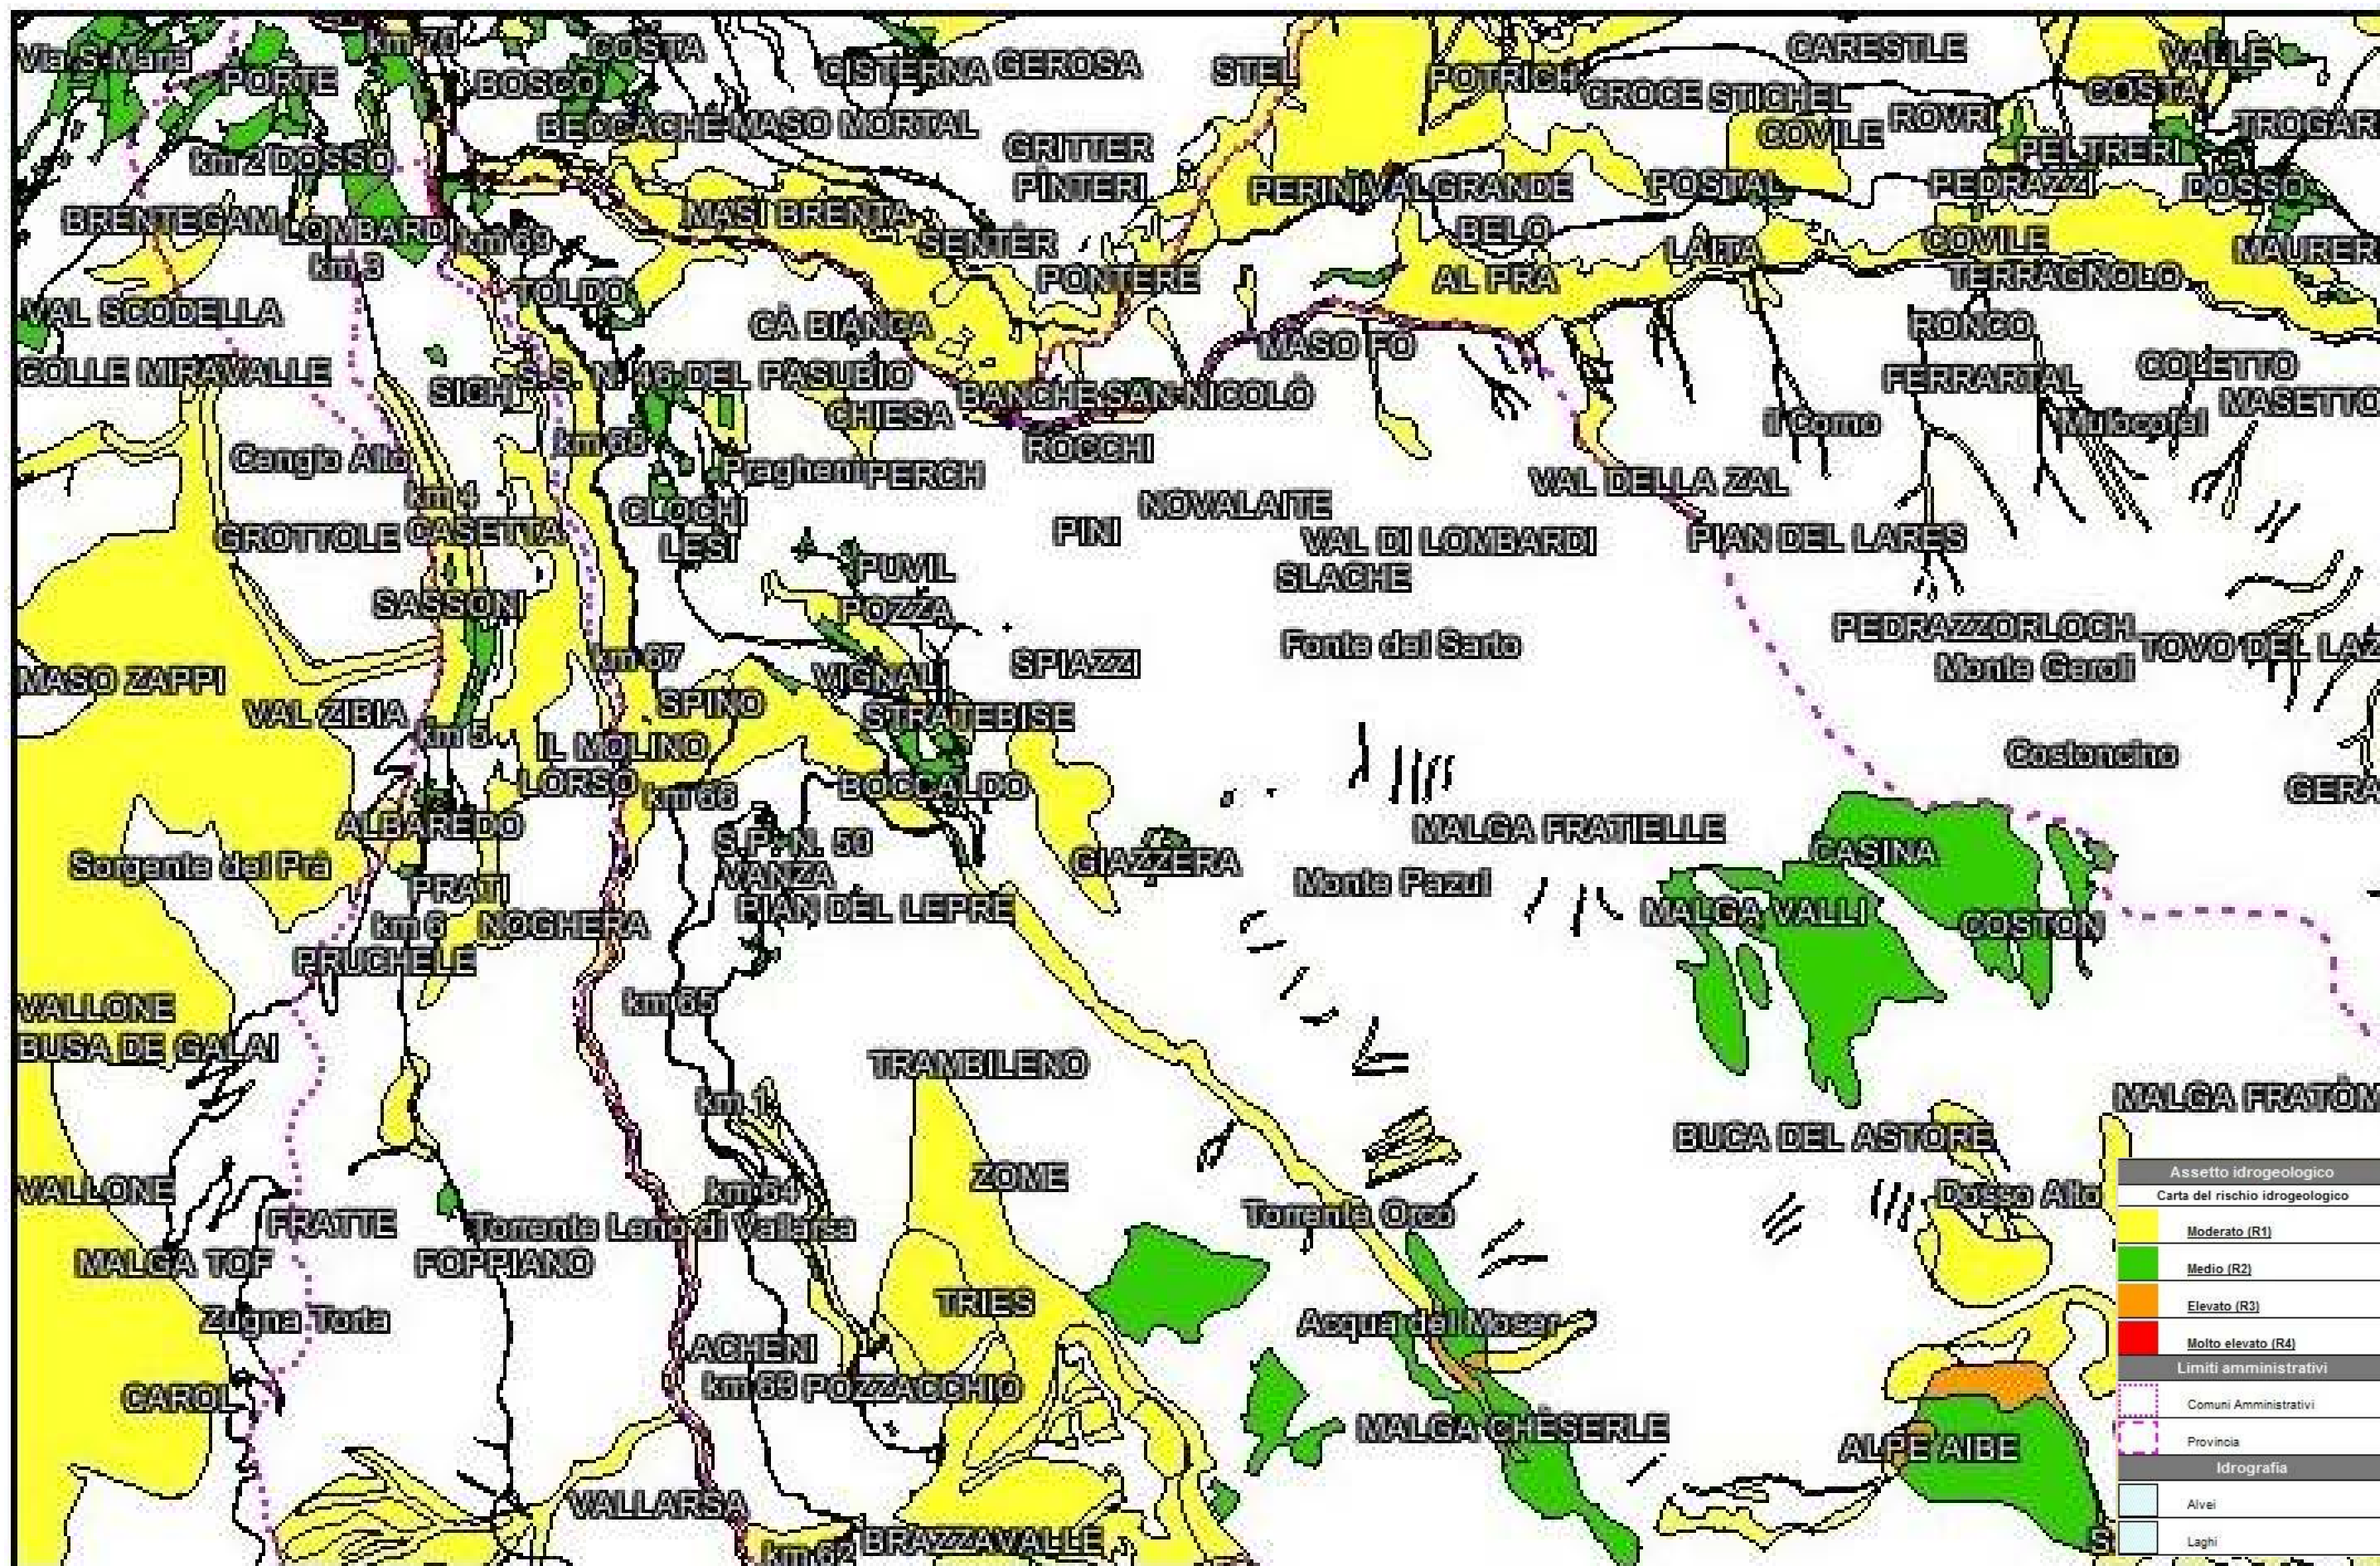 Via S Maria
PORTE
km 70
BOSCO
COSTA
CISTERNA
GEROSA
STEL
POTRICH
CARESTLE
VALLE
CROCE
STICHEL
COSTA
ROVRI
COVILE
TROGAR
BECCACHÉ
MASO MORTAL
GRITTER
PINTERI
km 2
DOSSO
PELTRERI
PERINI
VALGRANDE
POSITAL
PEDRAZZI
DOSSO
BRENTEGAM
LOMBARDI
km 69
MASI BRENTA
SENTÈR
BELO
LAITA
COVILE
MAURER
km 3
TOLDO
PONTERE
AL PRA
TERRAGNOLO
VAL SCODELLA
CÀ BIANCA
MASO FO
RONCO
COLLE MIRAVALLE
SICHI
S.S. N. 46 DEL PASUBIO
BANCHE
SAN NICOLÒ
FERRARTAL
COLETTO
MASETTO
CHIESA
ROCCHI
il Corno
Mulocofel
km 68
Cangio Alto
Pragheni
PERCH
VAL DELLA ZAL
km 4
CASETTA
GROTTOLE
CLOCHI
LESI
PINI
NOVALAITE
VAL DI LOMBARDI
PIAN DEL LARES
SLACHE
PUVIL
POZZA
SASSONI
Fonte del Sarto
PEDRAZZORLOCH
TOVO DEL LAZ
Monte Geroli
km 67
VIGNALI
SPIAZZI
MASO ZAPPI
VAL ZIBIA
SPINO
STRATEBISE
km 5
IL MOLINO
LORSO
km 66
BOCCALDO
Costoncino
GERA
ALBAREDO
S.P. N. 50
VANZA
MALGA FRATIELLE
CASINA
Sorgente del Prà
PRATI
GIAZZERA
Monte Pazul
km 6
NOGHERA
PIAN DEL LEPRE
MALGA VALLI
COSTON
PRUCHELE
VALLONE
km 65
BUSA DE GALAI
TRAMBILENO
km 1
MALGA FRATÒM
BUCA DEL ASTORE
VALLONE
km 64
ZOME
Dosso Alto
FRATTE
Torrente Leno di Vallarsa
Torrente Orco
MALGA TOF
FOPPIANO
Zugna Torta
TRIES
Acqua del Moser
ACHENI
km 63
POZZACCHIO
CAROL
MALGA CHÈSERLE
ALPE AIBE
VALLARSA
km 62
BRAZZAVALLE
Assetto idrogeologico
Carta del rischio idrogeologico
Moderato (R1)
Medio (R2)
Elevato (R3)
Molto elevato (R4)
Limiti amministrativi
Comuni Amministrativi
Provincia
Idrografia
Alvei
Laghi